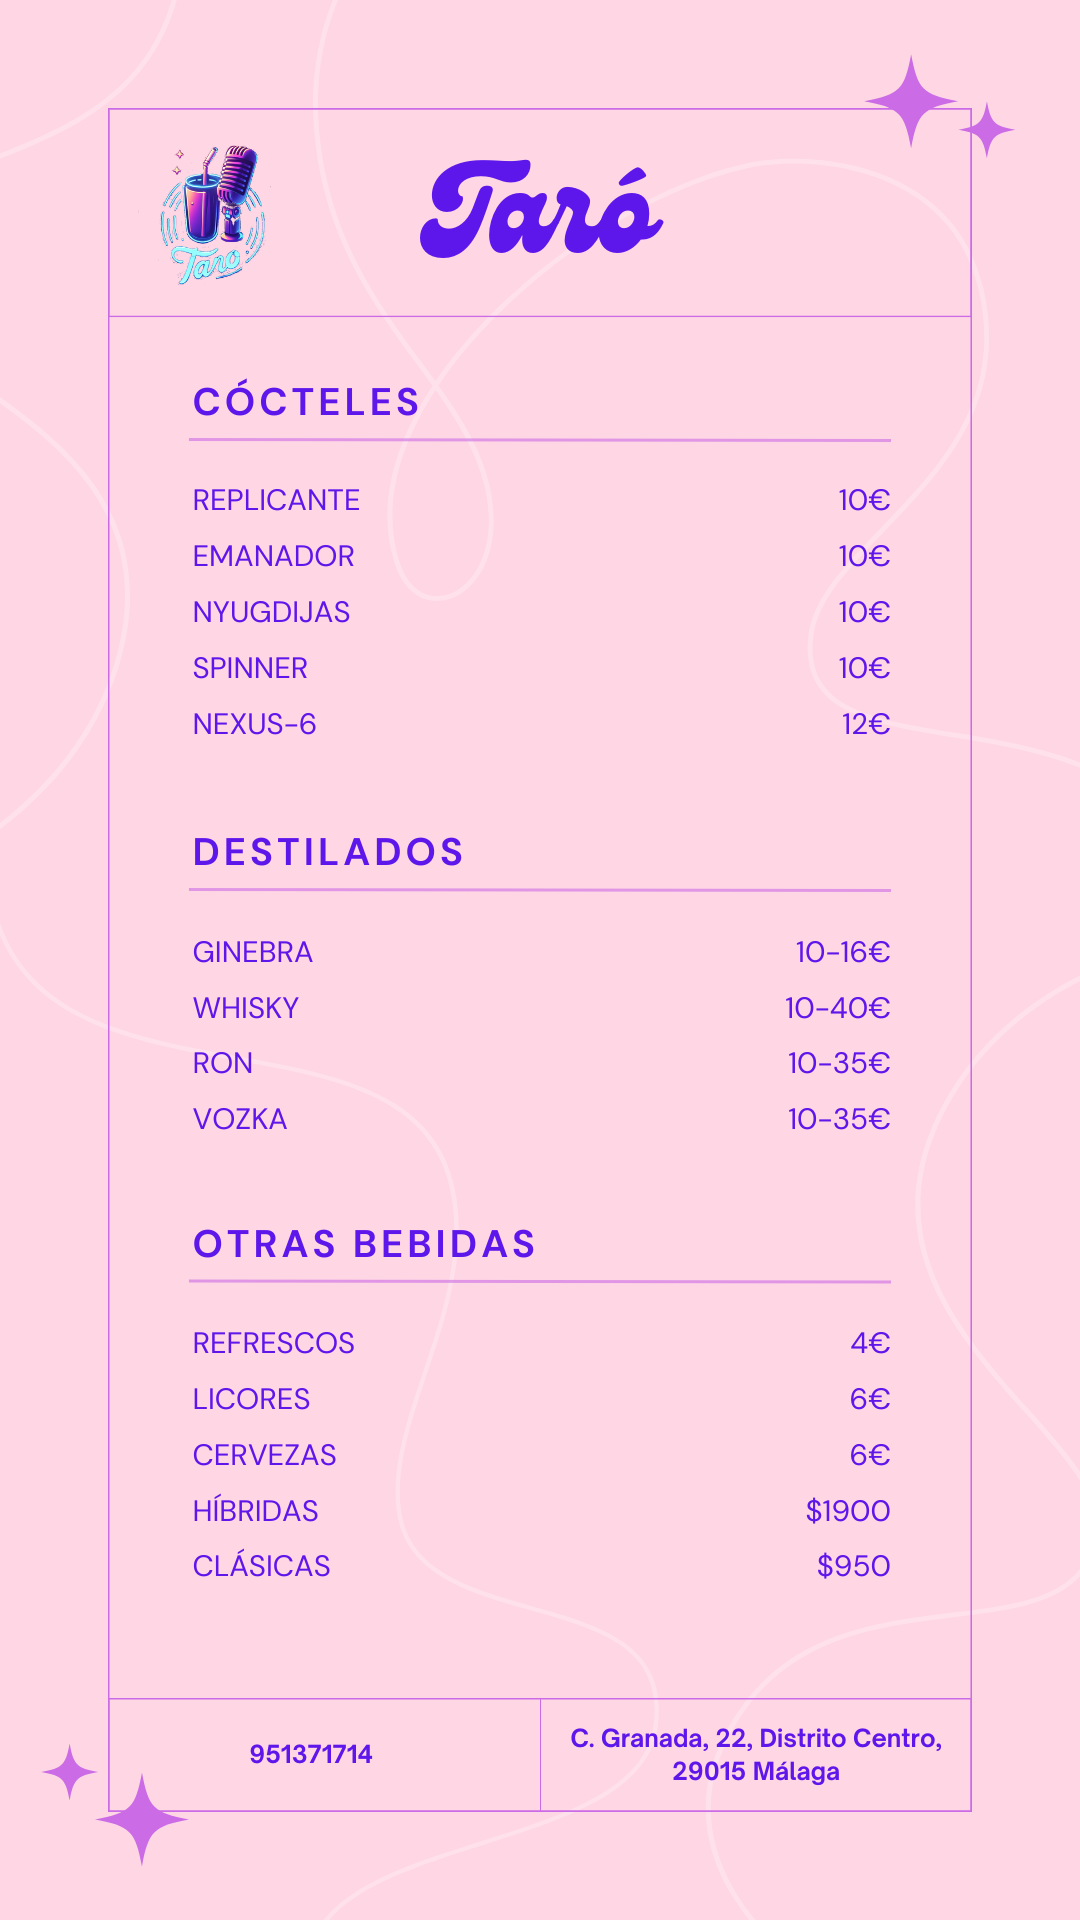 Taro
Taró
CÓCTELES
REPLICANTE 10€
EMANADOR 10€
NYUGDIJAS 10€
SPINNER 10€
NEXUS-6 12€
DESTILADOS
GINEBRA 10-16€
WHISKY 10-40€
RON 10-35€
VOZKA 10-35€
OTRAS BEBIDAS
REFRESCOS 4€
LICORES 6€
CERVEZAS 6€
HÍBRIDAS $1900
CLÁSICAS $950
951371714
C. Granada, 22, Distrito Centro,
29015 Málaga